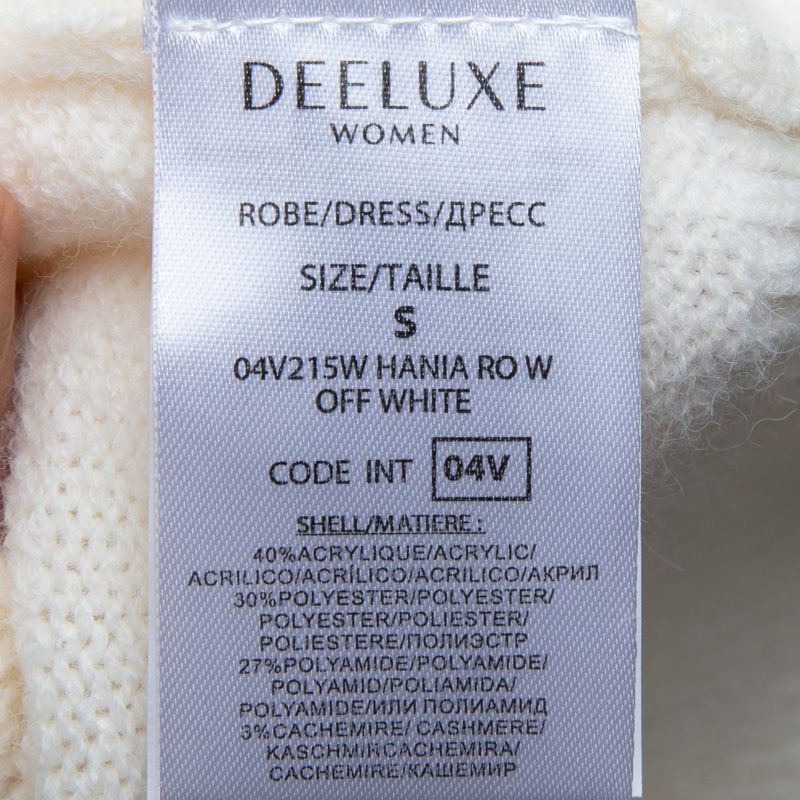 DEELUXE
WOMEN
ROBE/DRESS/ДРЕСС
SIZE/TAILLE
S
04V215W HANIA RO W
OFF WHITE
CODE INT 04V
SHELL/MATIERE :
40%ACRYLIQUE/ACRYLIC/
ACRILICO/ACRÍLICO/ACRILICO/АКРИЛ
30%POLYESTER/POLYESTER/
POLYESTER/POLIESTER/
POLIESTERE/ПОЛИЭСТР
27%POLYAMIDE/POLYAMIDE/
POLYAMID/POLIAMIDA/
POLYAMIDE/ИЛИ ПОЛИАМИД
3%CACHEMIRE/ CASHMERE/
KASCHMIRCACHEMIRA/
CACHEMIRE/КАШЕМИР